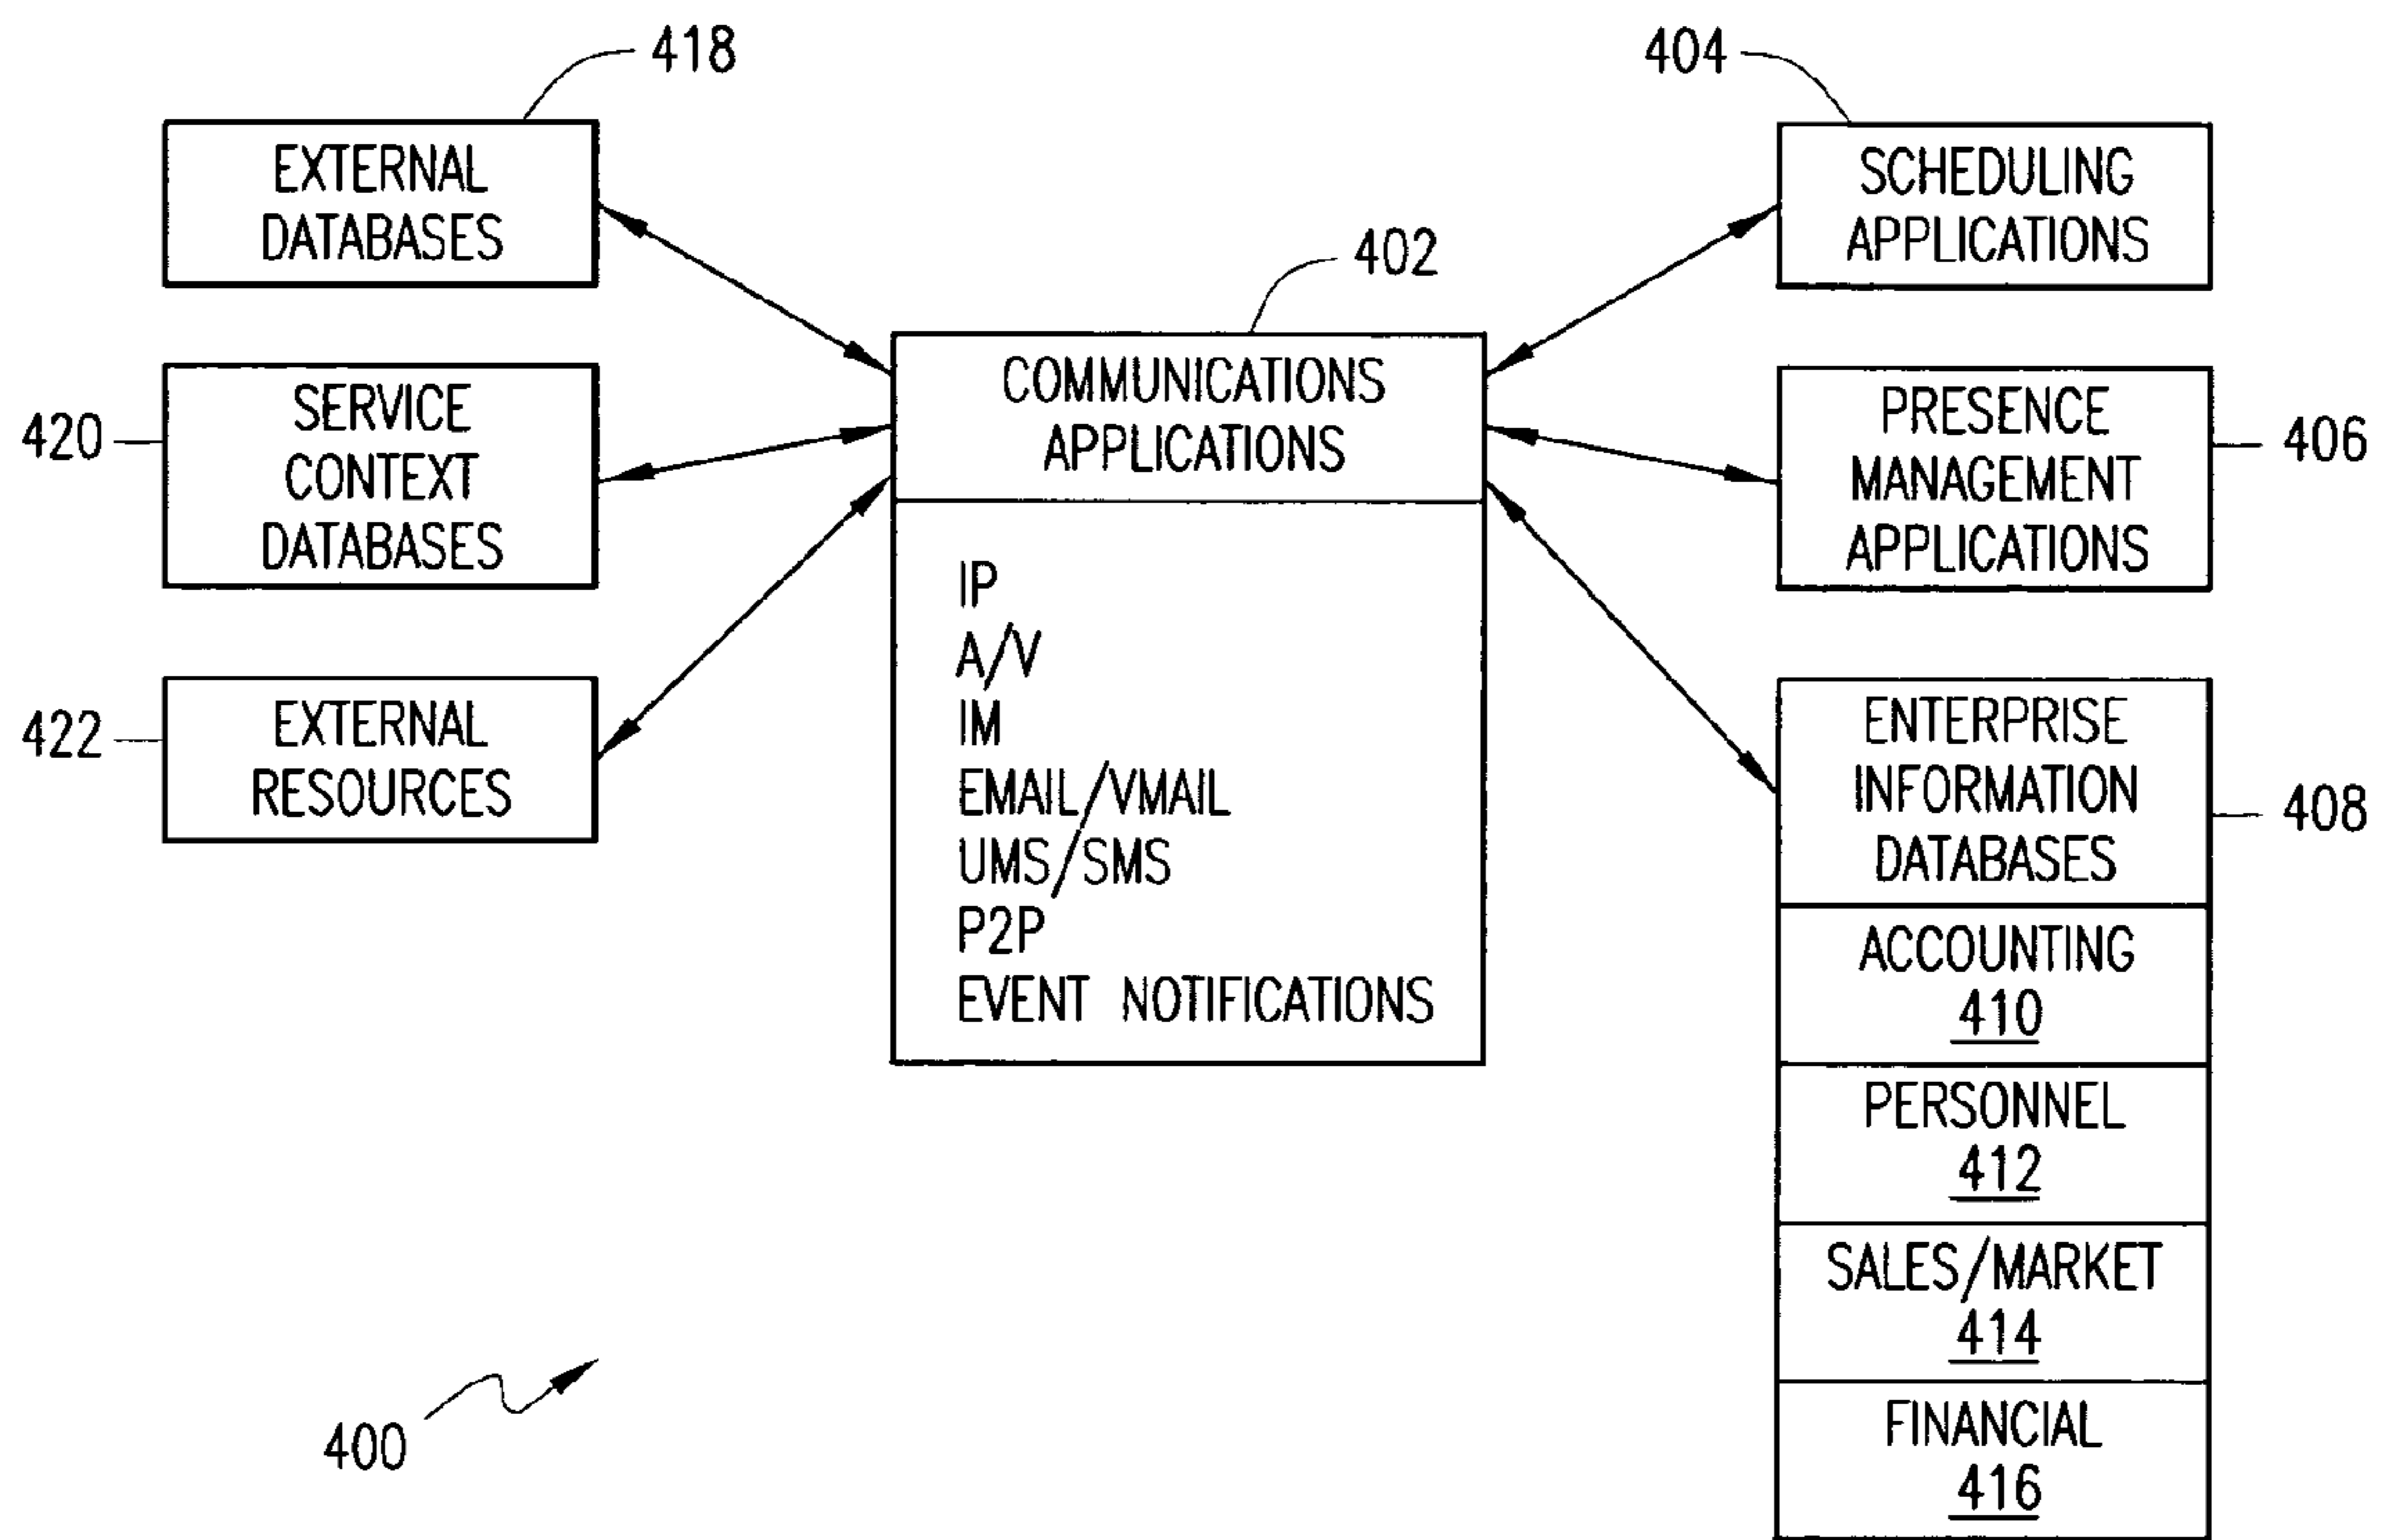 418
EXTERNAL
DATABASES
420
SERVICE
CONTEXT
DATABASES
422
EXTERNAL
RESOURCES
402
COMMUNICATIONS
APPLICATIONS
IP
A/V
IM
EMAIL/VMAIL
UMS/SMS
P2P
EVENT NOTIFICATIONS
404
SCHEDULING
APPLICATIONS
PRESENCE
MANAGEMENT
APPLICATIONS
406
ENTERPRISE
INFORMATION
DATABASES
408
ACCOUNTING
410
PERSONNEL
412
SALES/MARKET
414
FINANCIAL
416
400